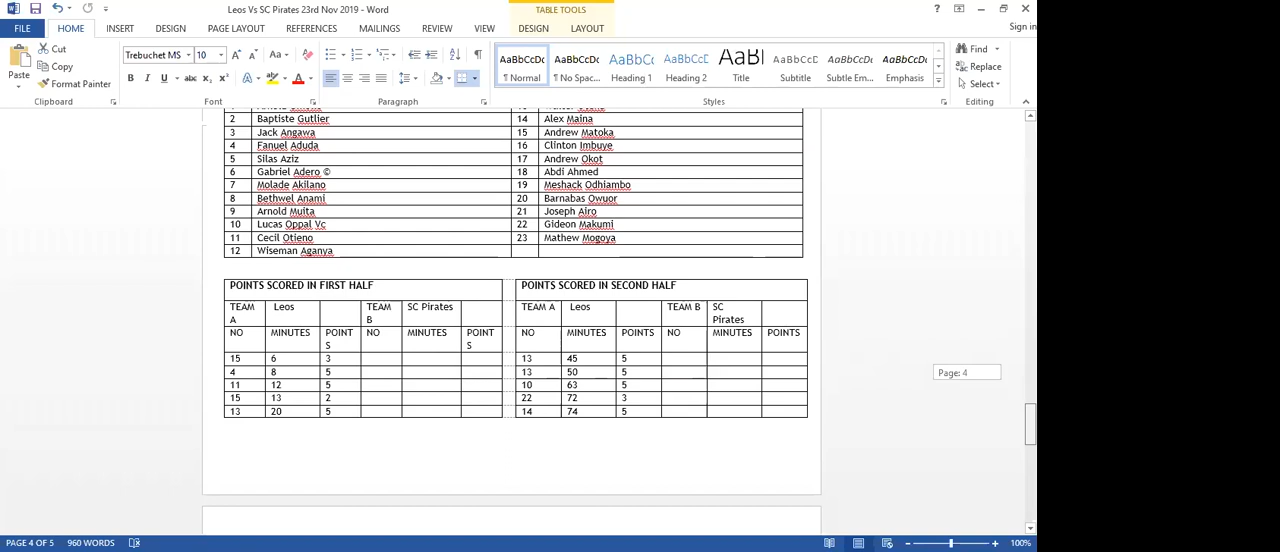 Leos Vs SC Pirates 23rd Nov 2019 - Word
TABLE TOOLS
?
Sign in
FILE HOME INSERT DESIGN PAGE LAYOUT REFERENCES MAILINGS REVIEW VIEW DESIGN LAYOUT
Paste
Cut
Copy
Format Painter
Clipboard
Trebuchet MS 10
Font
Paragraph
AaBbCcDc ¶ Normal
AaBbCcDc ¶ No Spac...
AaBbCc Heading 1
AaBbCc Heading 2
AaBl Title
AaBbCcDc Subtitle
AaBbCcDc Subtle Em...
AaBbCcDc Emphasis
Styles
Find
Replace
Select
Editing
2 Baptiste Gutlier 14 Alex Maina
3 Jack Angawa 15 Andrew Matoka
4 Fanuel Aduda 16 Clinton Imbuye
5 Silas Aziz 17 Andrew Okot
6 Gabriel Adero © 18 Abdi Ahmed
7 Molade Akilano 19 Meshack Odhiambo
8 Bethwel Anami 20 Barnabas Owuor
9 Arnold Muita 21 Joseph Airo
10 Lucas Oppal Vc 22 Gideon Makumi
11 Cecil Otieno 23 Mathew Mogoya
12 Wiseman Aganya
POINTS SCORED IN FIRST HALF
TEAM A Leos TEAM B SC Pirates
NO MINUTES POINTS NO MINUTES POINTS
15 6 3
4 8 5
11 12 5
15 13 2
13 20 5
POINTS SCORED IN SECOND HALF
TEAM A Leos TEAM B SC Pirates
NO MINUTES POINTS NO MINUTES POINTS
13 45 5
13 50 5
10 63 5
22 72 3
14 74 5
Page: 4
PAGE 4 OF 5 960 WORDS 100%